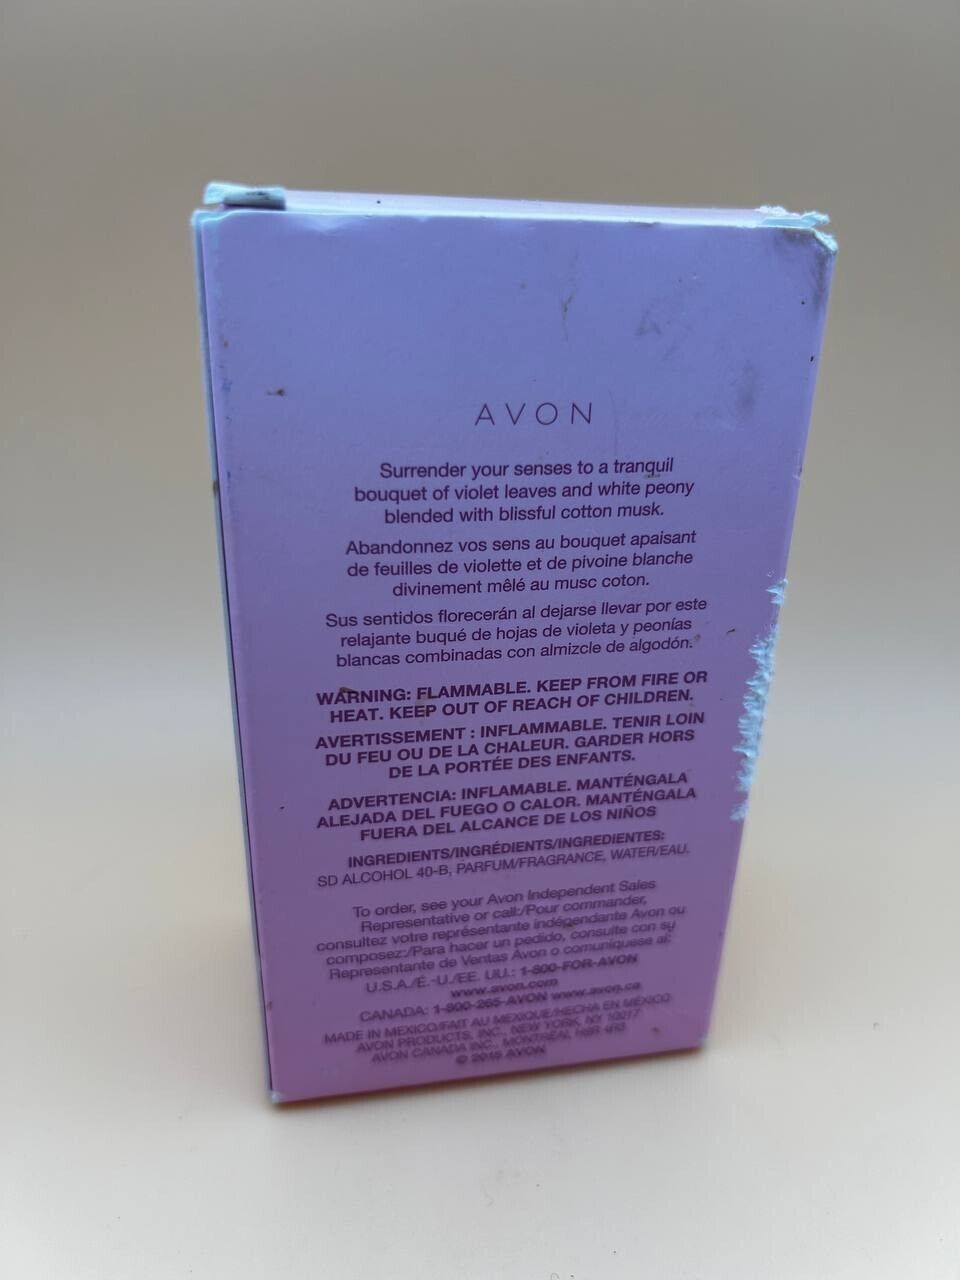 AVON
Surrender your senses to a tranquil
bouquet of violet leaves and white peony
blended with blissful cotton musk.
Abandonnez vos sens au bouquet apaisant
de feuilles de violette et de pivoine blanche
divinement mêlé au musc coton.
Sus sentidos florecerán al dejarse llevar por este
relajante buqué de hojas de violeta y peonías
blancas combinadas con almizcle de algodón.
WARNING: FLAMMABLE. KEEP FROM FIRE OR
HEAT. KEEP OUT OF REACH OF CHILDREN.
AVERTISSEMENT : INFLAMMABLE. TENIR LOIN
DU FEU OU DE LA CHALEUR. GARDER HORS
DE LA PORTÉE DES ENFANTS.
ADVERTENCIA: INFLAMABLE. MANTÉNGALA
ALEJADA DEL FUEGO O CALOR. MANTÉNGALA
FUERA DEL ALCANCE DE LOS NIÑOS
INGREDIENTS/INGRÉDIENTS/INGREDIENTES:
SD ALCOHOL 40-B, PARFUM/FRAGRANCE, WATER/EAU.
To order, see your Avon Independent Sales
Representative or call:/Pour commander,
consultez votre représentante indépendante Avon ou
composez:/Para hacer un pedido, consulte con su
Representante de Ventas Avon o comuníquese al:
U.S.A./É.-U./EE. UU.: 1-800-FOR-AVON
www.avon.com
CANADA: 1-800-265-AVON www.avon.ca
MADE IN MEXICO/FAIT AU MEXIQUE/HECHA EN MÉXICO
AVON PRODUCTS, INC., NEW YORK, NY 10017
AVON CANADA INC., MONTREAL H9R 4R3
© 2015 AVON